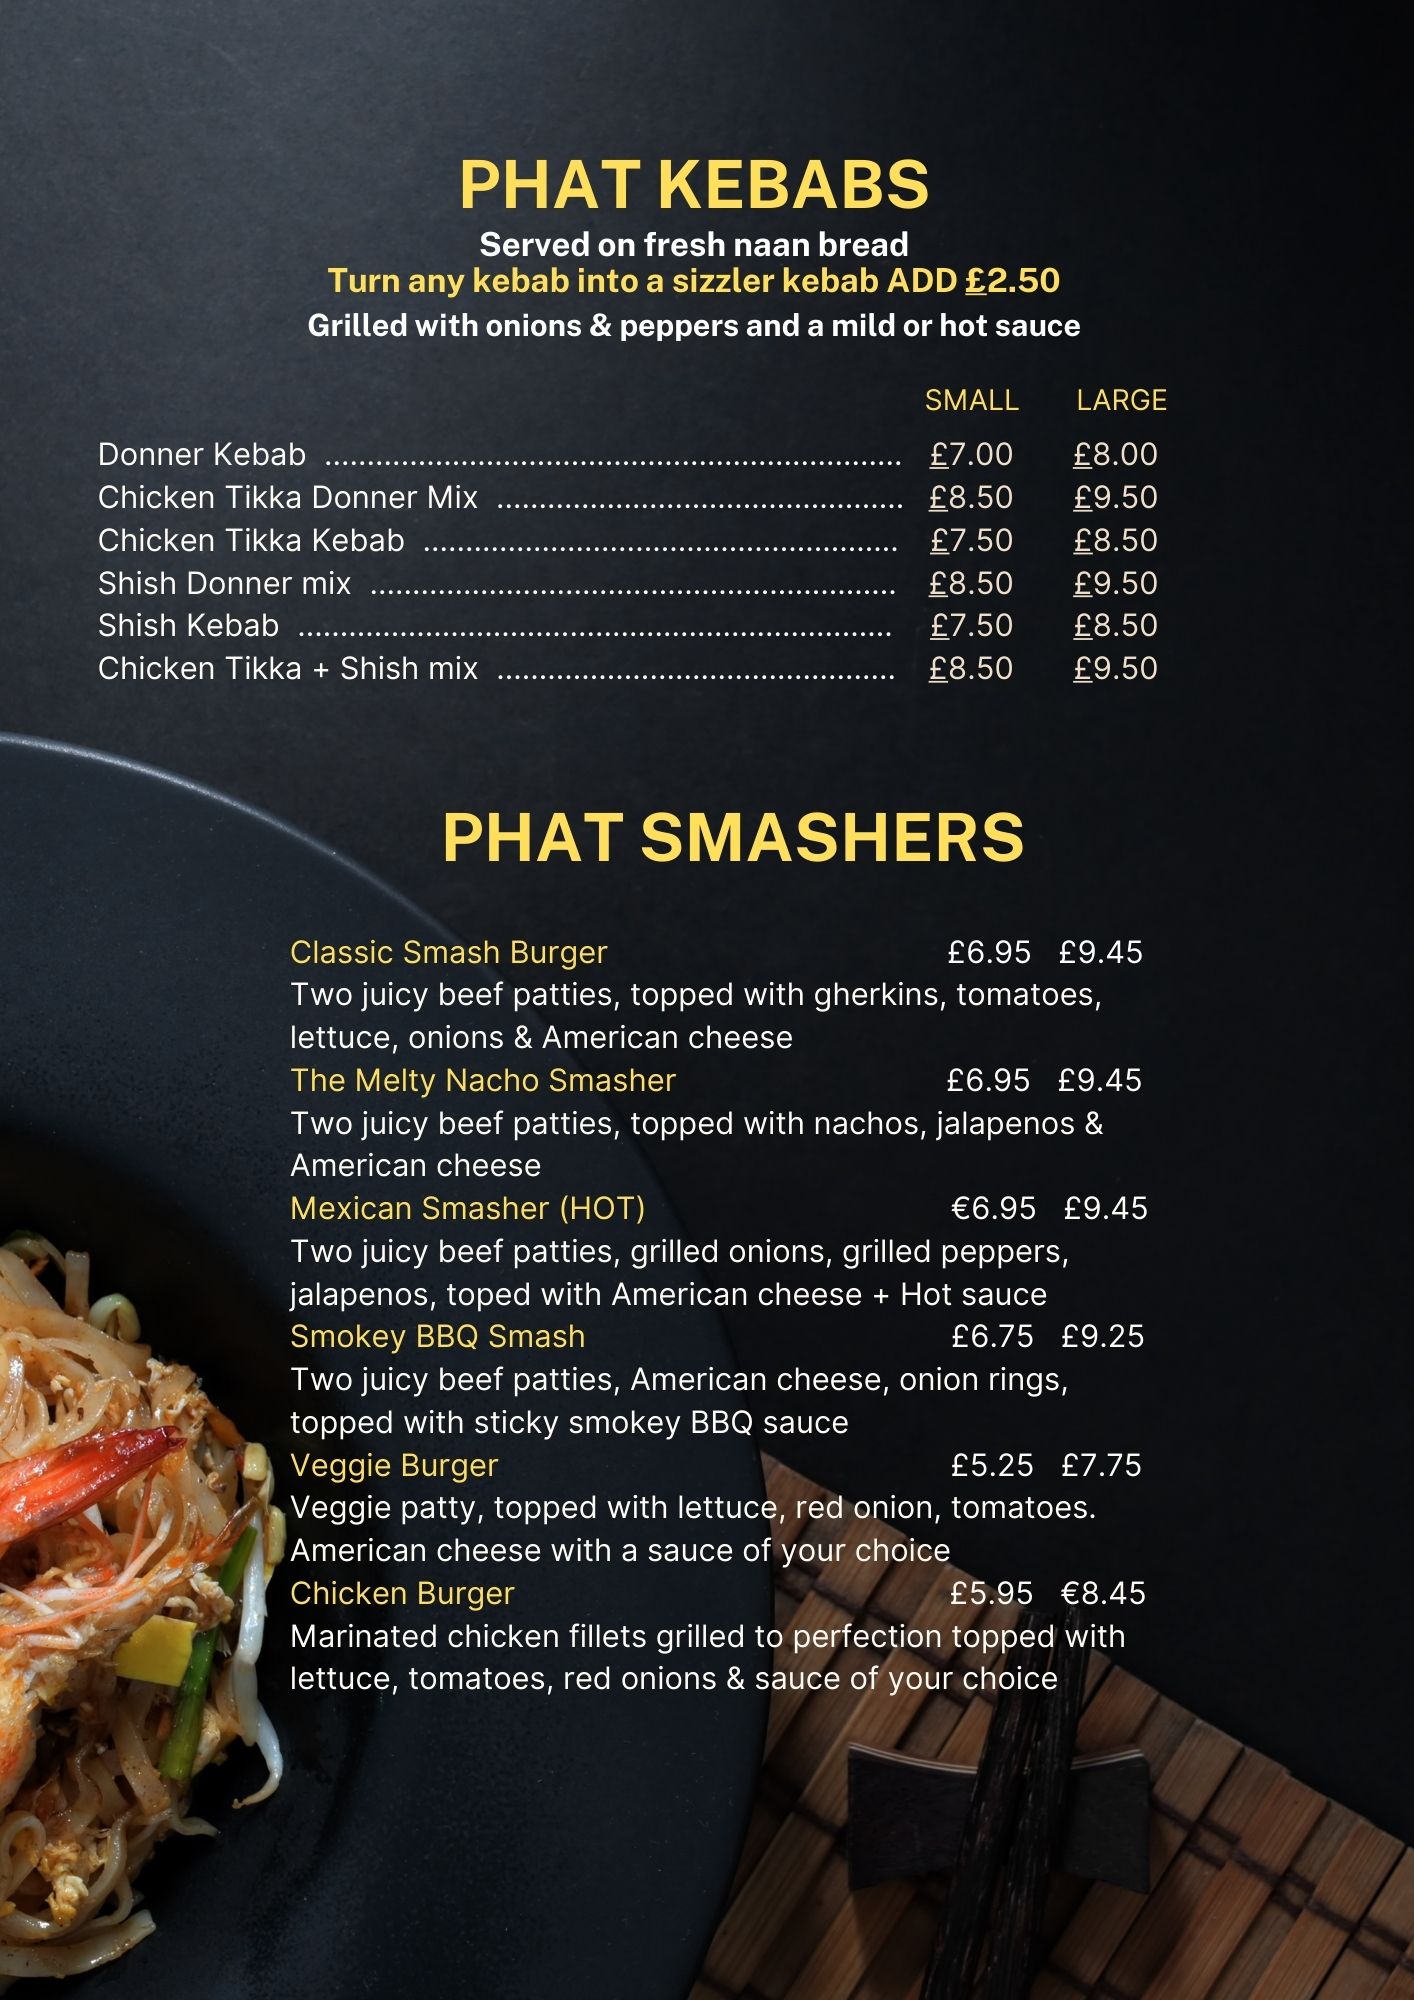 PHAT KEBABS
Served on fresh naan bread
Turn any kebab into a sizzler kebab ADD £2.50
Grilled with onions & peppers and a mild or hot sauce
SMALL LARGE
Donner Kebab .................................................................... £7.00 £8.00
Chicken Tikka Donner Mix ................................................ £8.50 £9.50
Chicken Tikka Kebab ........................................................ £7.50 £8.50
Shish Donner mix .............................................................. £8.50 £9.50
Shish Kebab ...................................................................... £7.50 £8.50
Chicken Tikka + Shish mix ............................................... £8.50 £9.50
PHAT SMASHERS
Classic Smash Burger £6.95 £9.45
Two juicy beef patties, topped with gherkins, tomatoes,
lettuce, onions & American cheese
The Melty Nacho Smasher £6.95 £9.45
Two juicy beef patties, topped with nachos, jalapenos &
American cheese
Mexican Smasher (HOT) €6.95 £9.45
Two juicy beef patties, grilled onions, grilled peppers,
jalapenos, toped with American cheese + Hot sauce
Smokey BBQ Smash £6.75 £9.25
Two juicy beef patties, American cheese, onion rings,
topped with sticky smokey BBQ sauce
Veggie Burger £5.25 £7.75
Veggie patty, topped with lettuce, red onion, tomatoes.
American cheese with a sauce of your choice
Chicken Burger £5.95 €8.45
Marinated chicken fillets grilled to perfection topped with
lettuce, tomatoes, red onions & sauce of your choice